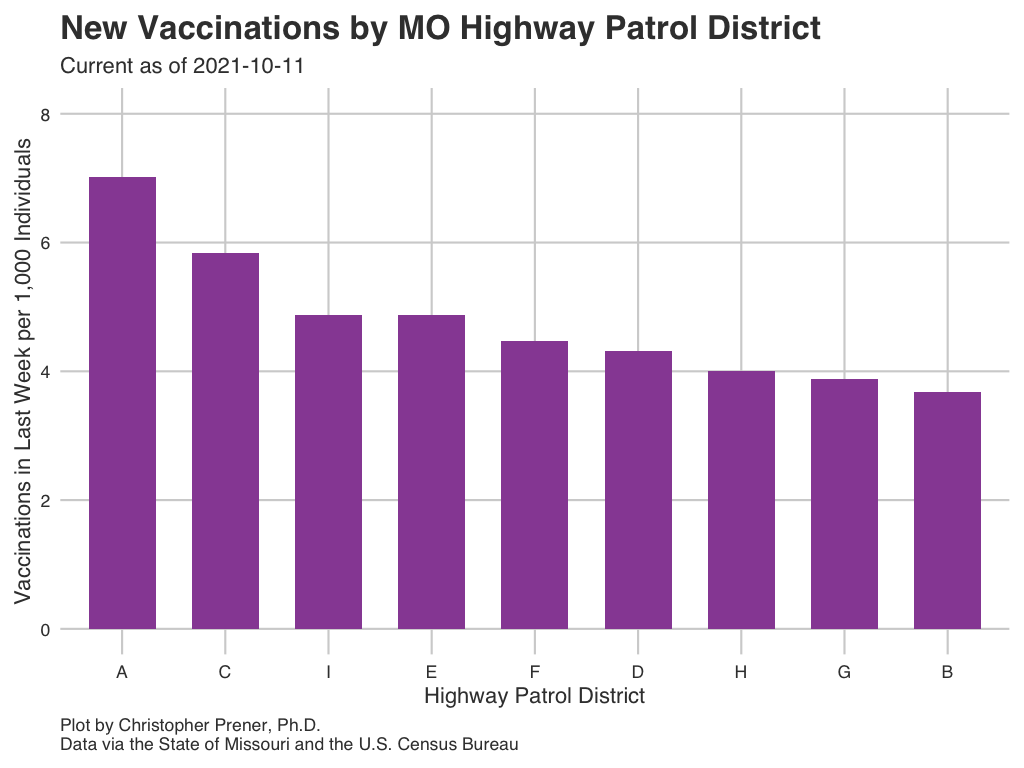 New Vaccinations by MO Highway Patrol District
Current as of 2021-10-11
Vaccinations in Last Week per 1,000 Individuals
8
6
4
2
0
A C I E F D H G B
Highway Patrol District
Plot by Christopher Prener, Ph.D.
Data via the State of Missouri and the U.S. Census Bureau